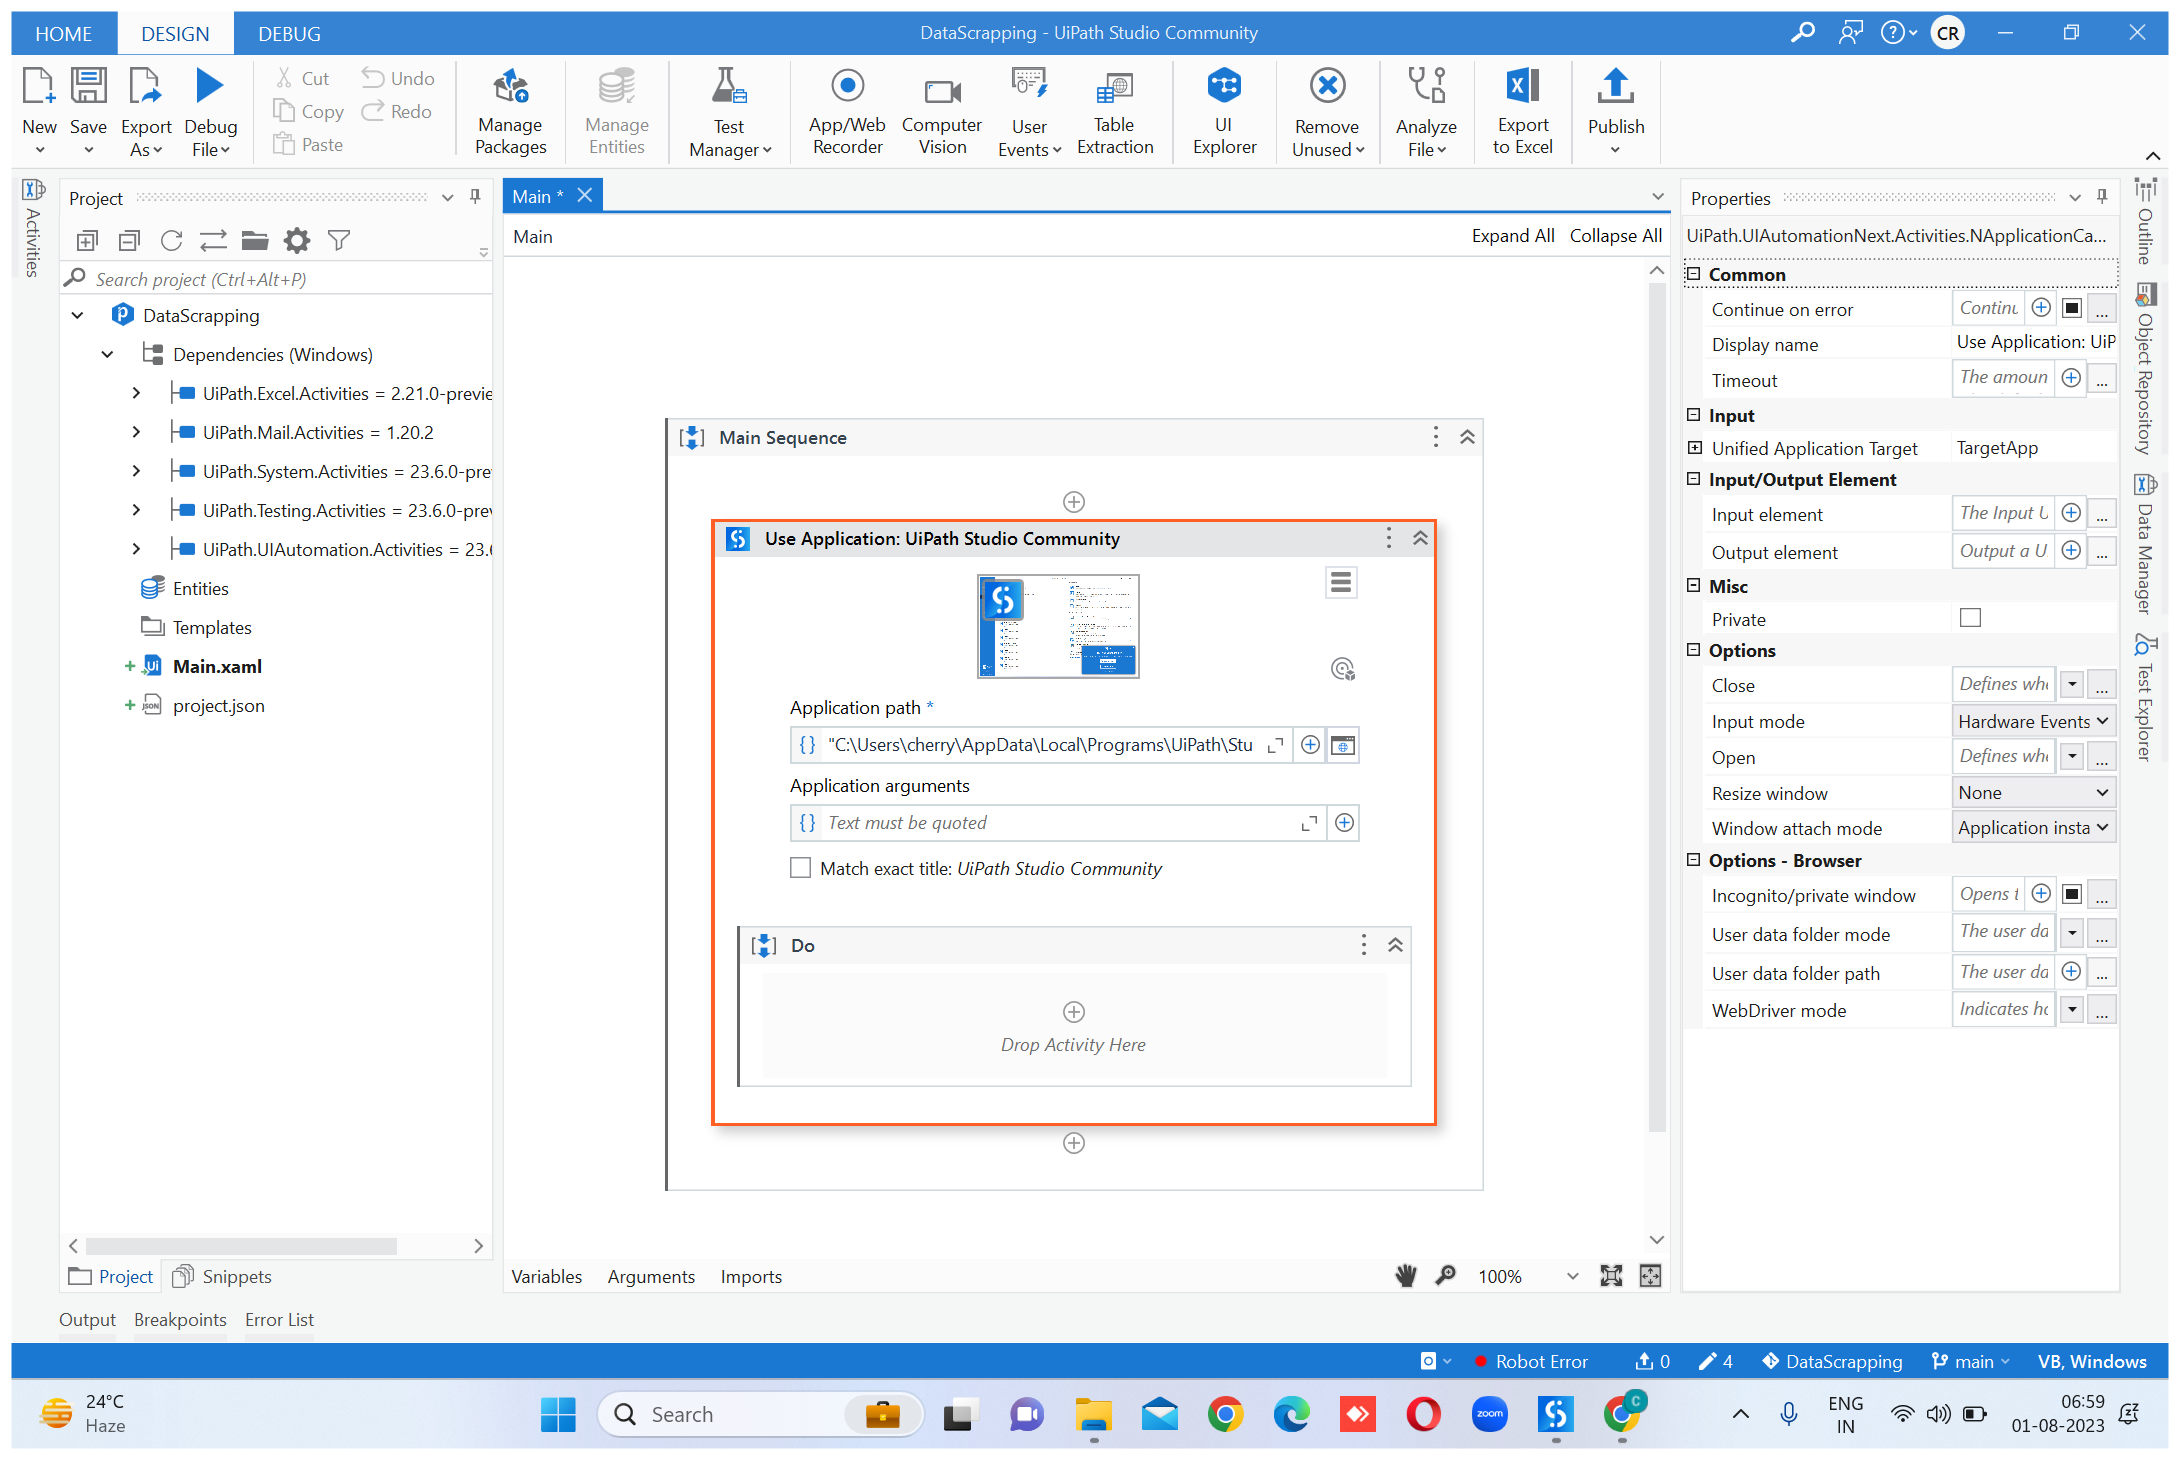 HOME DESIGN DEBUG
DataScrapping - UiPath Studio Community
CR
New
Save
Export As
Debug File
Cut
Copy
Paste
Undo
Redo
Manage Packages
Manage Entities
Test Manager
App/Web Recorder
Computer Vision
User Events
Table Extraction
UI Explorer
Remove Unused
Analyze File
Export to Excel
Publish
Activities
Project
Search project (Ctrl+Alt+P)
DataScrapping
Dependencies (Windows)
UiPath.Excel.Activities = 2.21.0-previe
UiPath.Mail.Activities = 1.20.2
UiPath.System.Activities = 23.6.0-pre
UiPath.Testing.Activities = 23.6.0-pre
UiPath.UIAutomation.Activities = 23.
Entities
Templates
+ Main.xaml
+ project.json
Project Snippets
Main *
Main
Expand All Collapse All
Main Sequence
Use Application: UiPath Studio Community
Application path *
"C:\Users\cherry\AppData\Local\Programs\UiPath\Stu
Application arguments
Text must be quoted
Match exact title: UiPath Studio Community
Do
Drop Activity Here
Variables Arguments Imports
100%
Properties
UiPath.UIAutomationNext.Activities.NApplicationCa...
Common
Continue on error Continu ...
Display name Use Application: UiP
Timeout The amoun ...
Input
Unified Application Target TargetApp
Input/Output Element
Input element The Input U ...
Output element Output a U ...
Misc
Private
Options
Close Defines whe ...
Input mode Hardware Events
Open Defines whe ...
Resize window None
Window attach mode Application insta
Options - Browser
Incognito/private window Opens t ...
User data folder mode The user da ...
User data folder path The user da ...
WebDriver mode Indicates ho ...
Outline
Object Repository
Data Manager
Test Explorer
Output Breakpoints Error List
Robot Error 0 4 DataScrapping main VB, Windows
24°C
Haze
Search
zoom
C
ENG
IN
06:59
01-08-2023